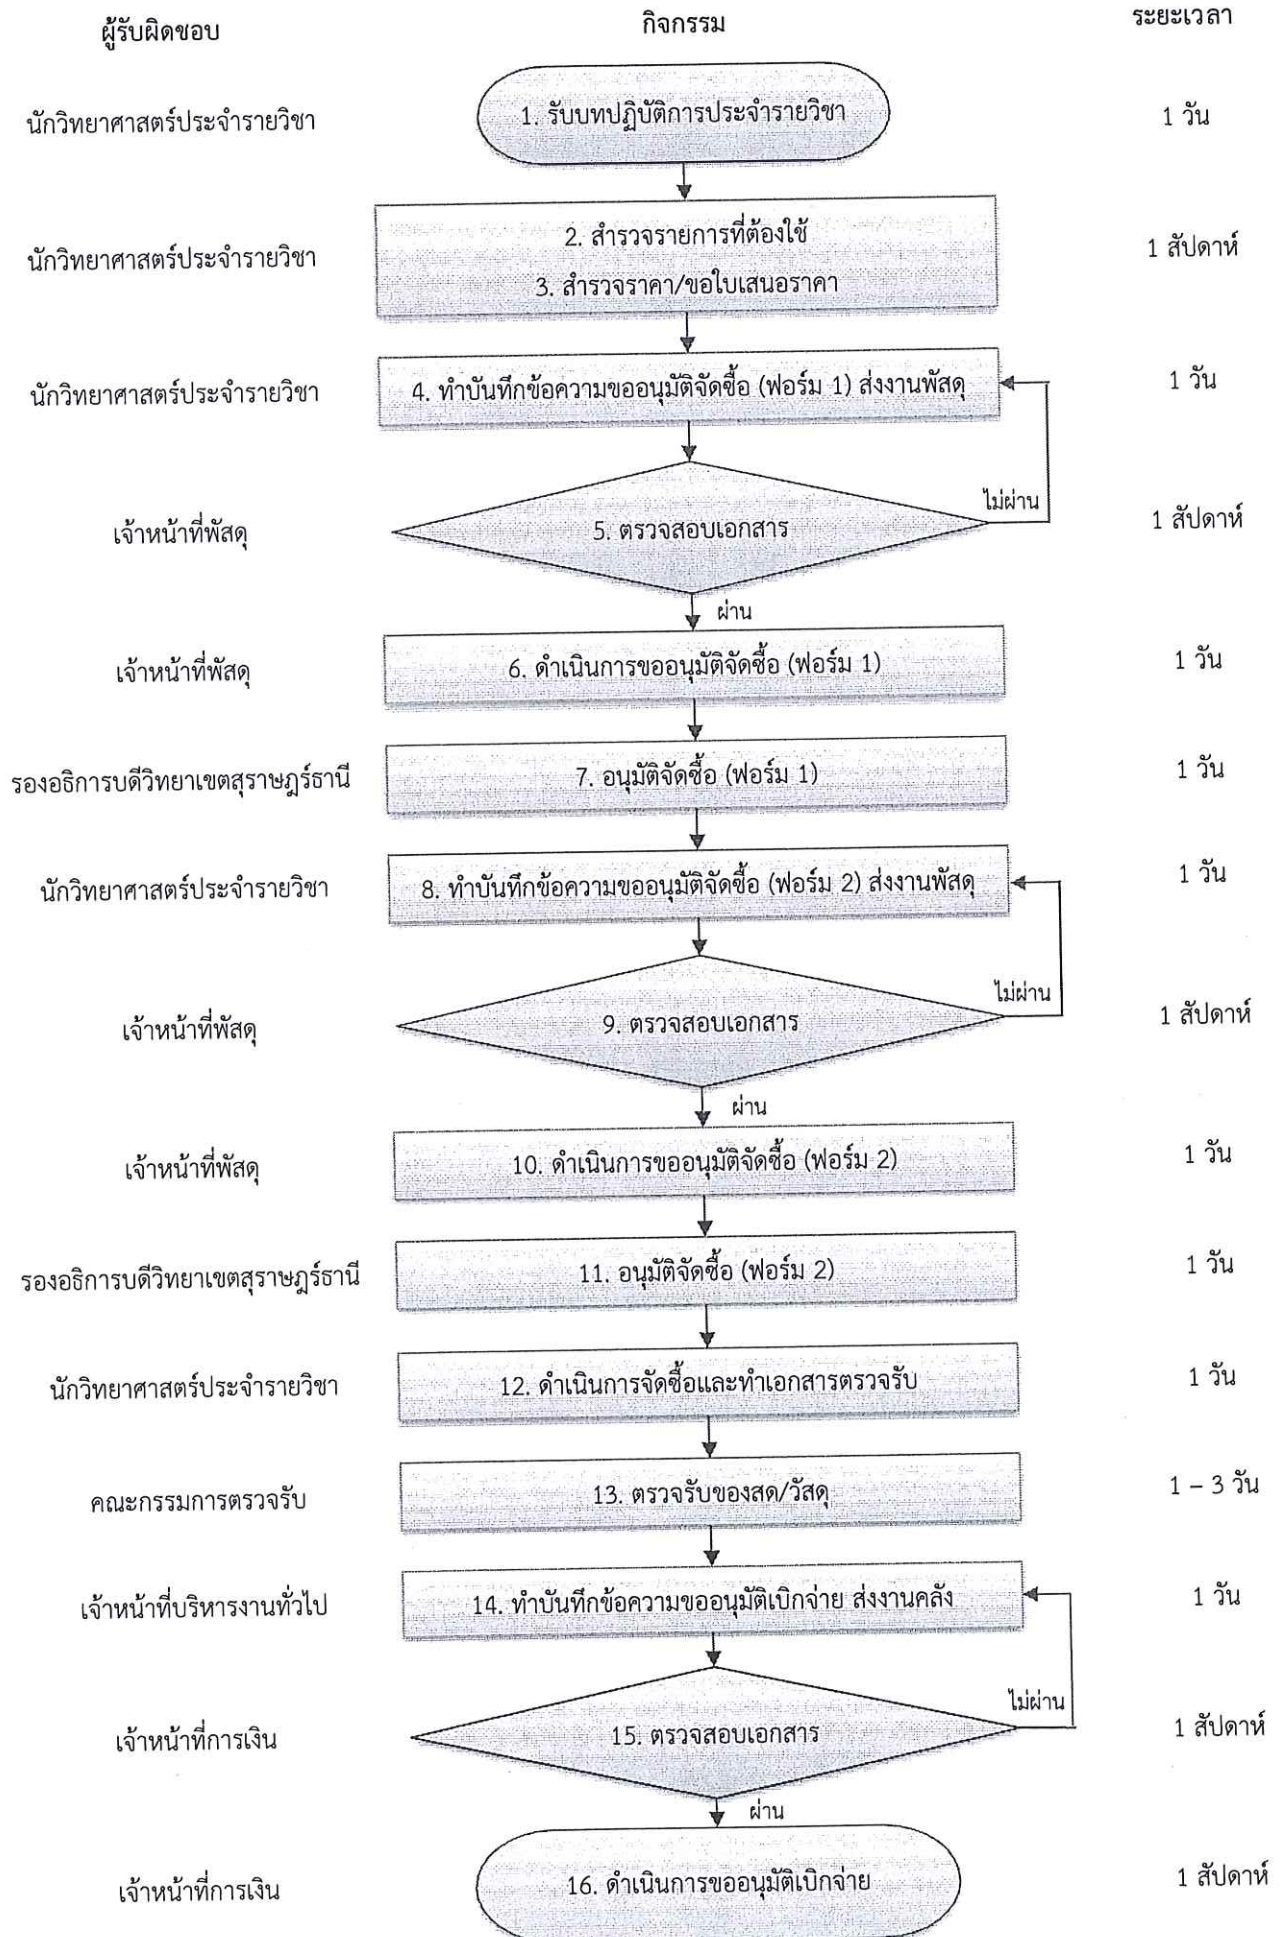 ผู้รับผิดชอบ กิจกรรม ระยะเวลา
นักวิทยาศาสตร์ประจำรายวิชา 1. รับบทปฏิบัติการประจำรายวิชา 1 วัน
2. สำรวจรายการที่ต้องใช้
นักวิทยาศาสตร์ประจำรายวิชา 1 สัปดาห์
3. สำรวจราคา/ขอใบเสนอราคา
นักวิทยาศาสตร์ประจำรายวิชา 4. ทำบันทึกข้อความขออนุมัติจัดซื้อ (ฟอร์ม 1) ส่งงานพัสดุ 1 วัน
ไม่ผ่าน
เจ้าหน้าที่พัสดุ 5. ตรวจสอบเอกสาร 1 สัปดาห์
ผ่าน
เจ้าหน้าที่พัสดุ 6. ดำเนินการขออนุมัติจัดซื้อ (ฟอร์ม 1) 1 วัน
รองอธิการบดีวิทยาเขตสุราษฎร์ธานี 7. อนุมัติจัดซื้อ (ฟอร์ม 1) 1 วัน
นักวิทยาศาสตร์ประจำรายวิชา 8. ทำบันทึกข้อความขออนุมัติจัดซื้อ (ฟอร์ม 2) ส่งงานพัสดุ 1 วัน
ไม่ผ่าน
เจ้าหน้าที่พัสดุ 9. ตรวจสอบเอกสาร 1 สัปดาห์
ผ่าน
เจ้าหน้าที่พัสดุ 10. ดำเนินการขออนุมัติจัดซื้อ (ฟอร์ม 2) 1 วัน
รองอธิการบดีวิทยาเขตสุราษฎร์ธานี 11. อนุมัติจัดซื้อ (ฟอร์ม 2) 1 วัน
นักวิทยาศาสตร์ประจำรายวิชา 12. ดำเนินการจัดซื้อและทำเอกสารตรวจรับ 1 วัน
คณะกรรมการตรวจรับ 13. ตรวจรับของสด/วัสดุ 1 – 3 วัน
เจ้าหน้าที่บริหารงานทั่วไป 14. ทำบันทึกข้อความขออนุมัติเบิกจ่าย ส่งงานคลัง 1 วัน
ไม่ผ่าน
เจ้าหน้าที่การเงิน 15. ตรวจสอบเอกสาร 1 สัปดาห์
ผ่าน
เจ้าหน้าที่การเงิน 16. ดำเนินการขออนุมัติเบิกจ่าย 1 สัปดาห์